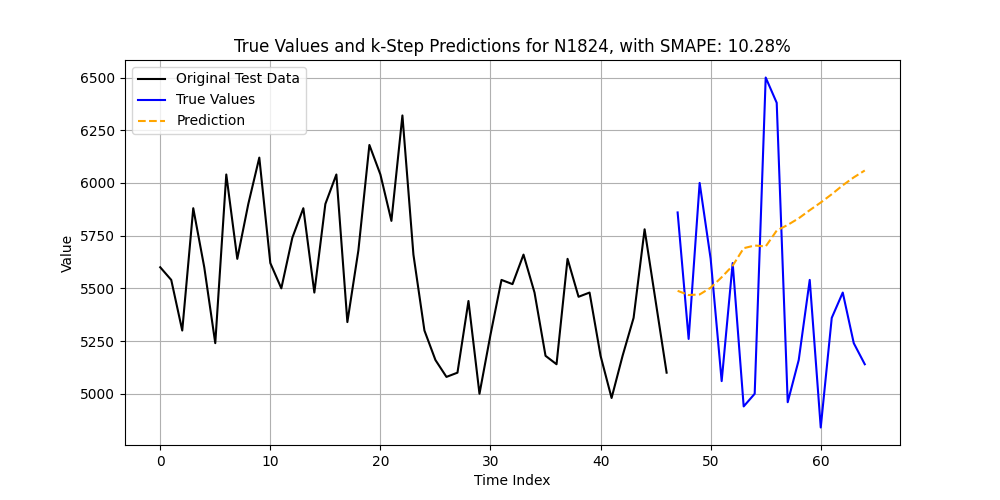 True Values and k-Step Predictions for N1824, with SMAPE: 10.28%
Original Test Data
True Values
Prediction
6500
6250
6000
5750
5500
5250
5000
Value
0 10 20 30 40 50 60
Time Index